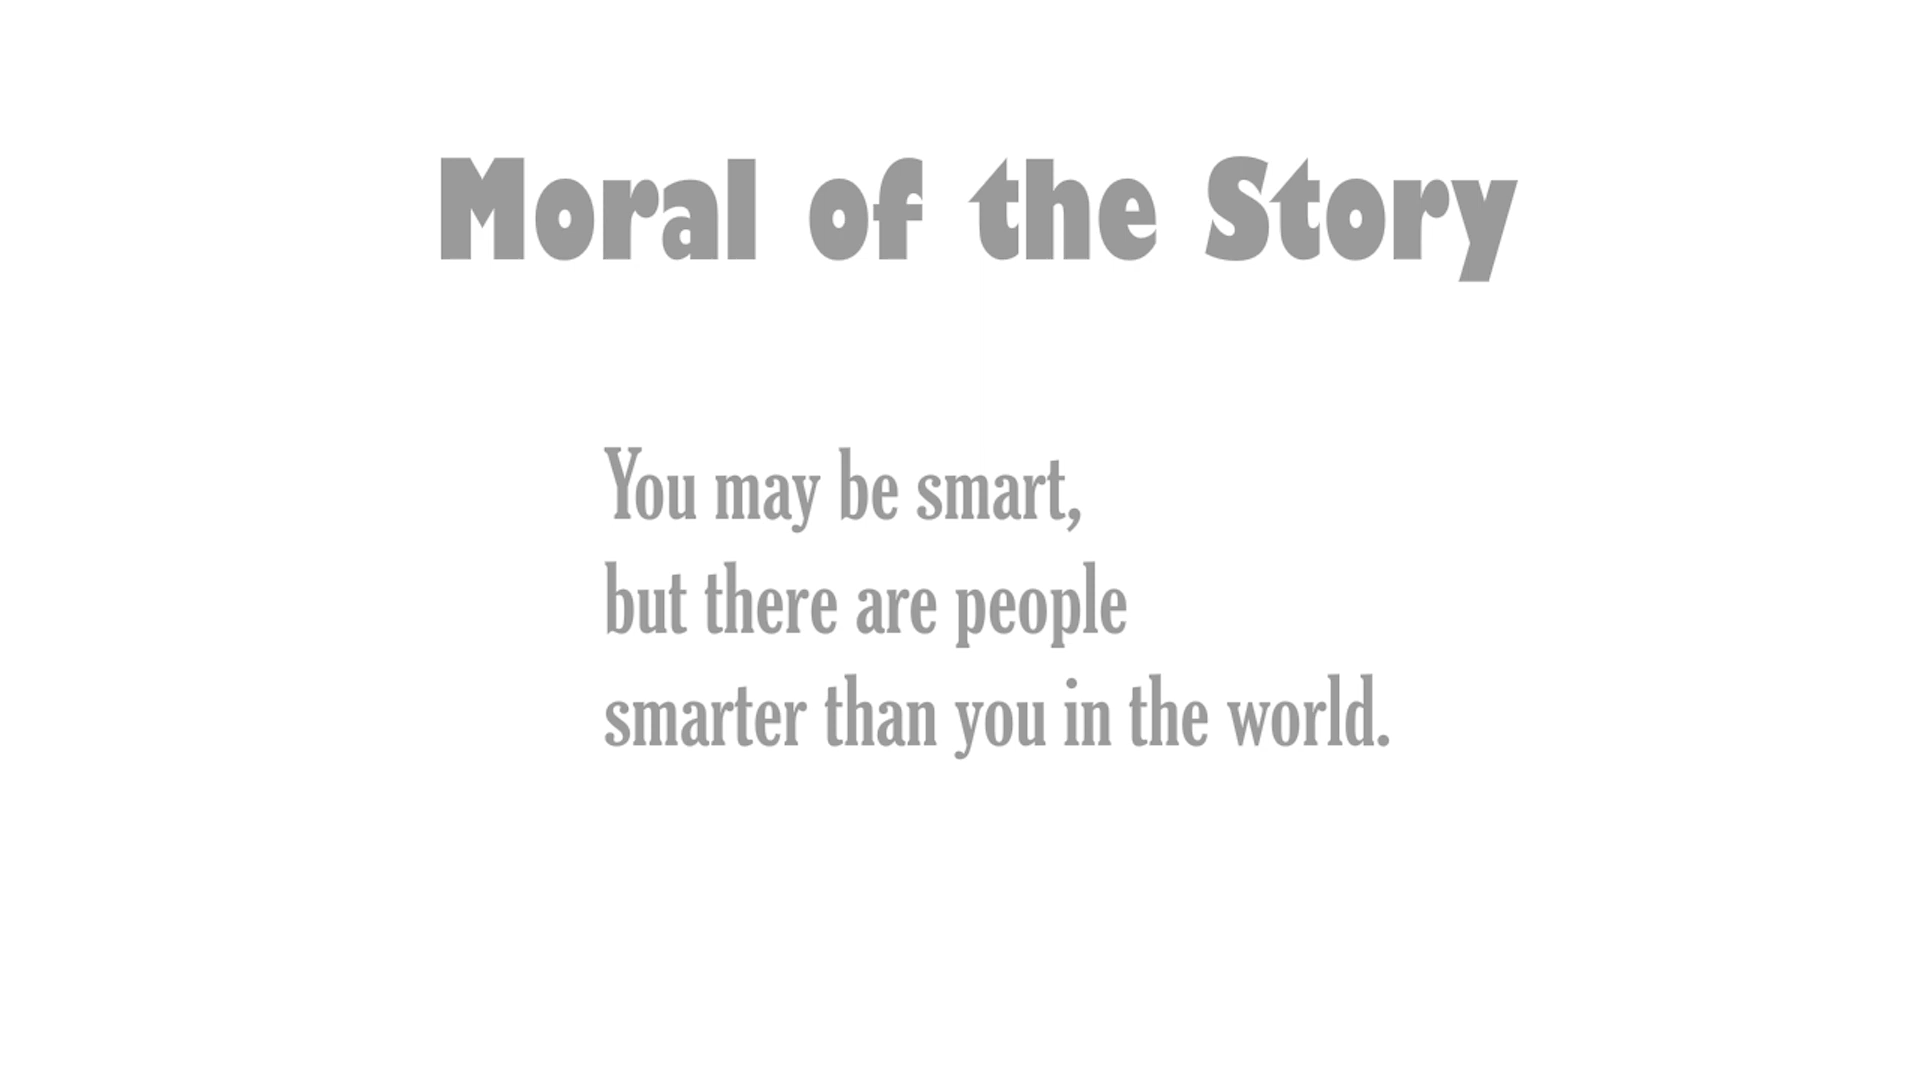 Moral of the Story
You may be smart,
but there are people
smarter than you in the world.